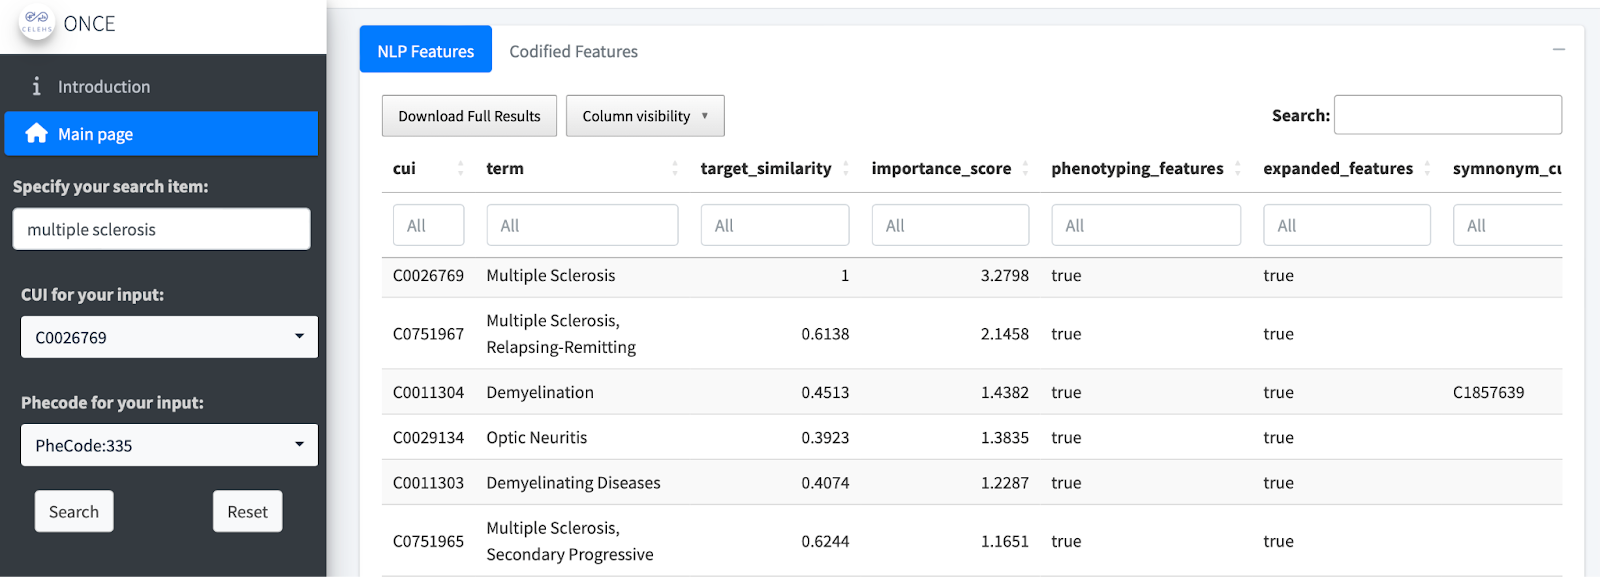 CELEHS
ONCE
Introduction
Main page
Specify your search item:
multiple sclerosis
CUI for your input:
C0026769
Phecode for your input:
PheCode:335
Search
Reset
NLP Features
Codified Features
Download Full Results
Column visibility
Search:
cui term target_similarity importance_score phenotyping_features expanded_features symnonym_cu
All All All All All All All
C0026769 Multiple Sclerosis 1 3.2798 true true
C0751967 Multiple Sclerosis, Relapsing-Remitting 0.6138 2.1458 true true
C0011304 Demyelination 0.4513 1.4382 true true C1857639
C0029134 Optic Neuritis 0.3923 1.3835 true true
C0011303 Demyelinating Diseases 0.4074 1.2287 true true
C0751965 Multiple Sclerosis, Secondary Progressive 0.6244 1.1651 true true